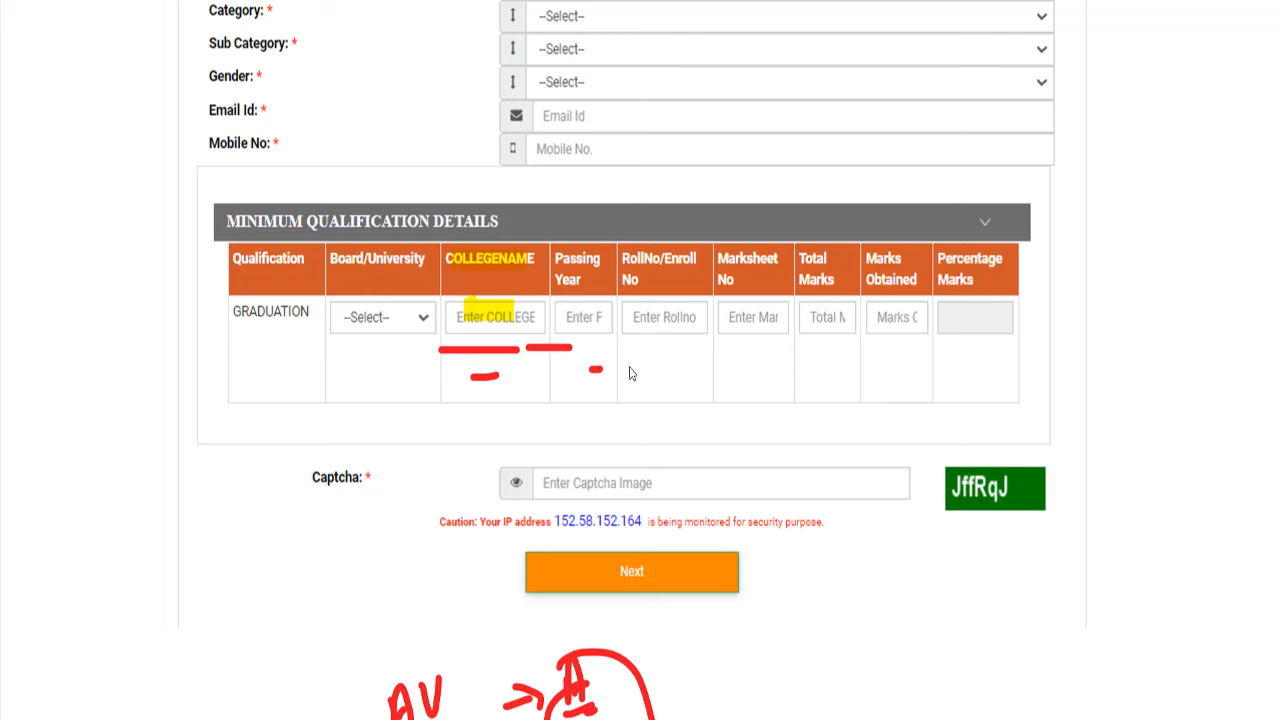 Category: *
--Select--
Sub Category: *
--Select--
Gender: *
--Select--
Email Id: *
Email Id
Mobile No: *
Mobile No.
MINIMUM QUALIFICATION DETAILS
Qualification Board/University COLLEGENAME Passing Year RollNo/Enroll No Marksheet No Total Marks Marks Obtained Percentage Marks
GRADUATION --Select-- Enter COLLEGE Enter F Enter Rollno Enter Mar Total M Marks C
Captcha: *
Enter Captcha Image
JffRqJ
Caution: Your IP address 152.58.152.164 is being monitored for security purpose.
Next
AV → A